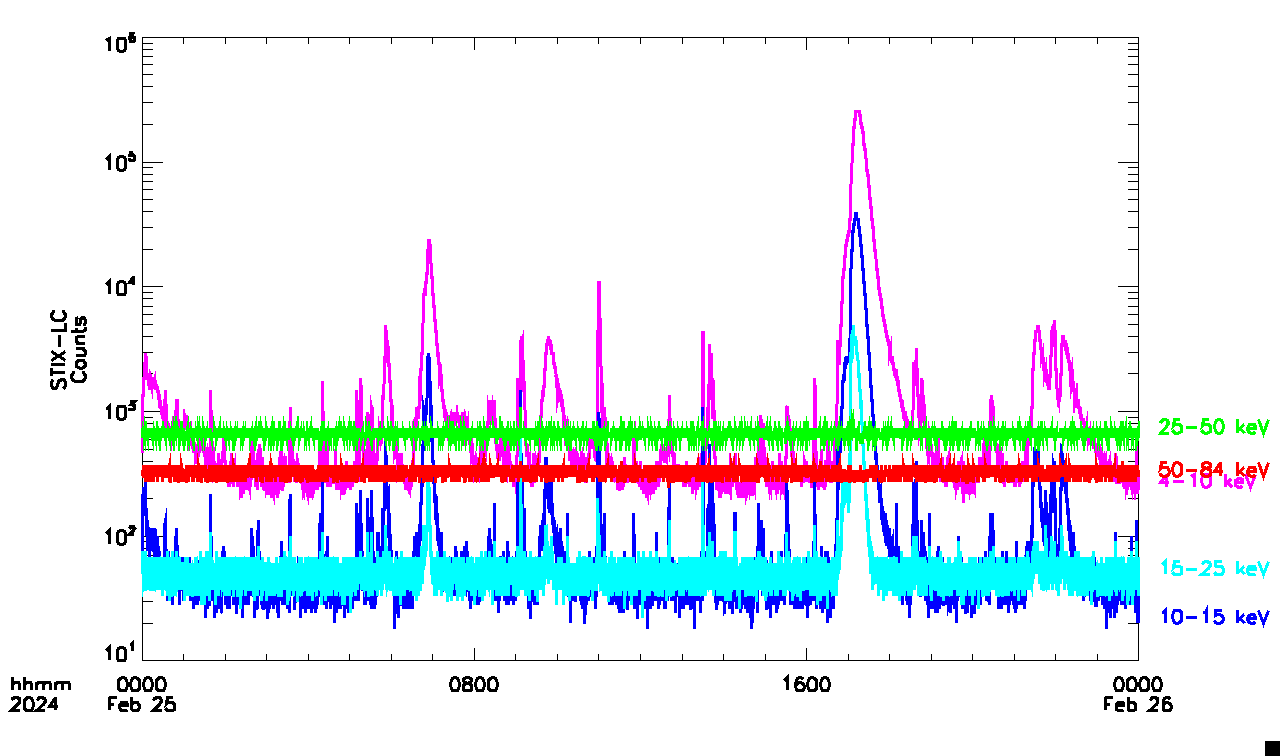 10⁶
10⁵
10⁴
10³
10²
10¹
STIX-LC
Counts
25-50 keV
50-84 keV
4-10 keV
15-25 keV
10-15 keV
hhmm 0000 0800 1600 0000
2024 Feb 25 Feb 26